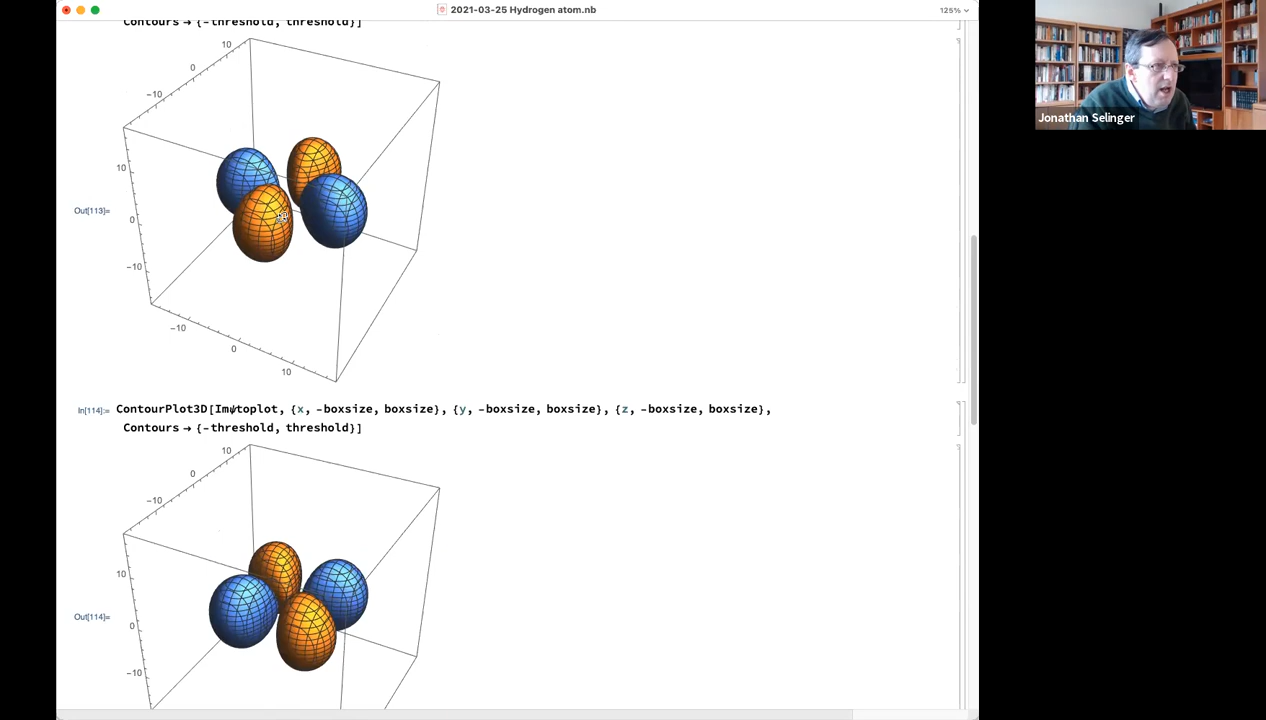 2021-03-25 Hydrogen atom.nb
125%
Contours → {-threshold, threshold}]
10
0
-10
10
0
-10
-10
0
10
Out[113]=
In[114]:= ContourPlot3D[Imψtoplot, {x, -boxsize, boxsize}, {y, -boxsize, boxsize}, {z, -boxsize, boxsize},
Contours → {-threshold, threshold}]
10
0
-10
10
0
-10
Out[114]=
Jonathan Selinger